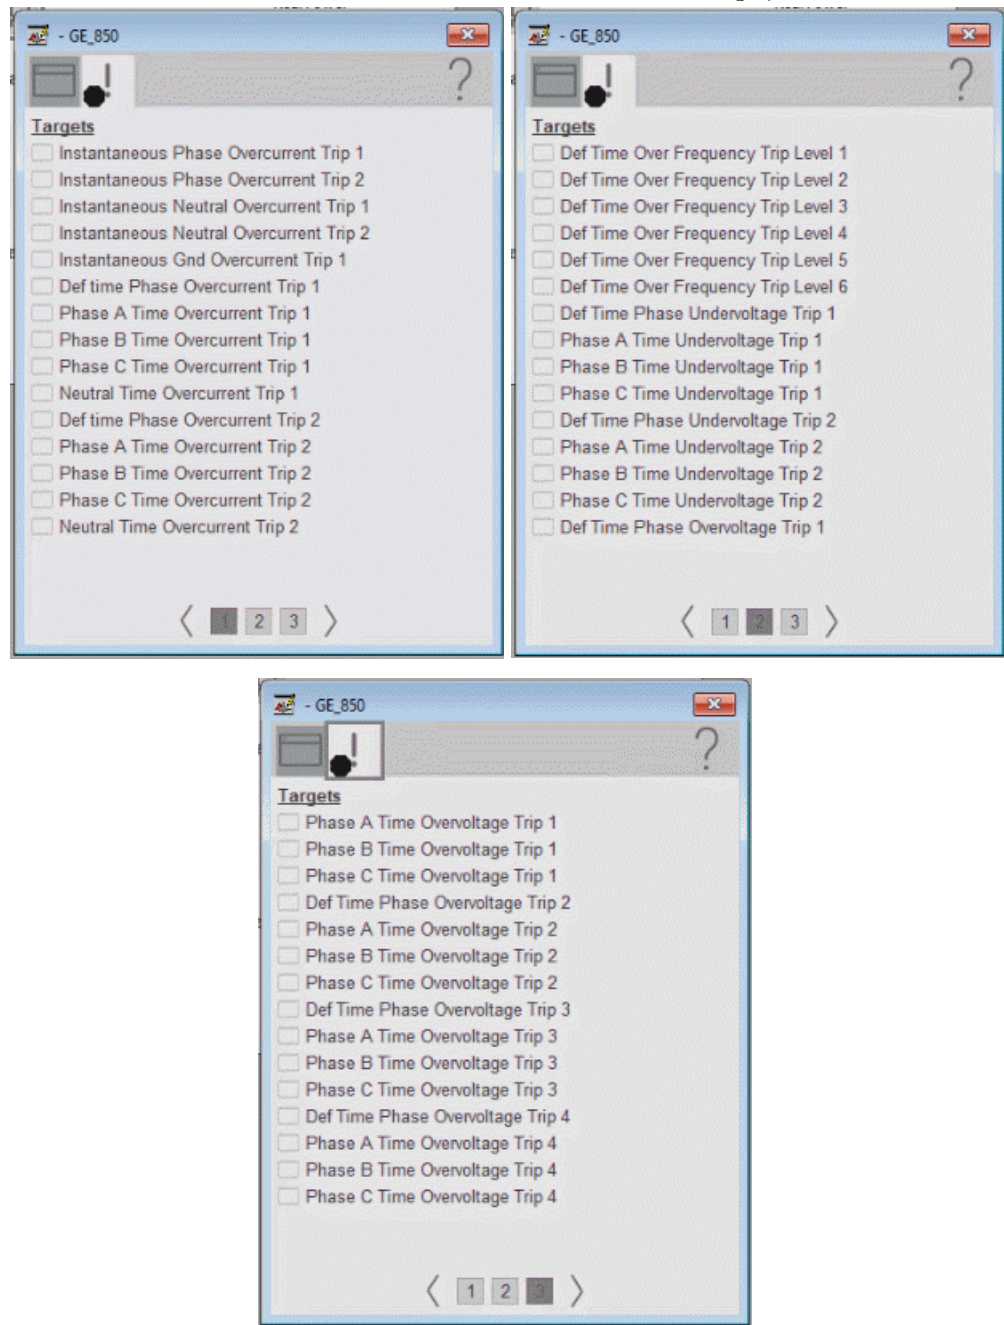 - GE_850
?
Targets
Instantaneous Phase Overcurrent Trip 1
Instantaneous Phase Overcurrent Trip 2
Instantaneous Neutral Overcurrent Trip 1
Instantaneous Neutral Overcurrent Trip 2
Instantaneous Gnd Overcurrent Trip 1
Def time Phase Overcurrent Trip 1
Phase A Time Overcurrent Trip 1
Phase B Time Overcurrent Trip 1
Phase C Time Overcurrent Trip 1
Neutral Time Overcurrent Trip 1
Def time Phase Overcurrent Trip 2
Phase A Time Overcurrent Trip 2
Phase B Time Overcurrent Trip 2
Phase C Time Overcurrent Trip 2
Neutral Time Overcurrent Trip 2
1 2 3
- GE_850
?
Targets
Def Time Over Frequency Trip Level 1
Def Time Over Frequency Trip Level 2
Def Time Over Frequency Trip Level 3
Def Time Over Frequency Trip Level 4
Def Time Over Frequency Trip Level 5
Def Time Over Frequency Trip Level 6
Def Time Phase Undervoltage Trip 1
Phase A Time Undervoltage Trip 1
Phase B Time Undervoltage Trip 1
Phase C Time Undervoltage Trip 1
Def Time Phase Undervoltage Trip 2
Phase A Time Undervoltage Trip 2
Phase B Time Undervoltage Trip 2
Phase C Time Undervoltage Trip 2
Def Time Phase Overvoltage Trip 1
1 2 3
- GE_850
?
Targets
Phase A Time Overvoltage Trip 1
Phase B Time Overvoltage Trip 1
Phase C Time Overvoltage Trip 1
Def Time Phase Overvoltage Trip 2
Phase A Time Overvoltage Trip 2
Phase B Time Overvoltage Trip 2
Phase C Time Overvoltage Trip 2
Def Time Phase Overvoltage Trip 3
Phase A Time Overvoltage Trip 3
Phase B Time Overvoltage Trip 3
Phase C Time Overvoltage Trip 3
Def Time Phase Overvoltage Trip 4
Phase A Time Overvoltage Trip 4
Phase B Time Overvoltage Trip 4
Phase C Time Overvoltage Trip 4
1 2 3